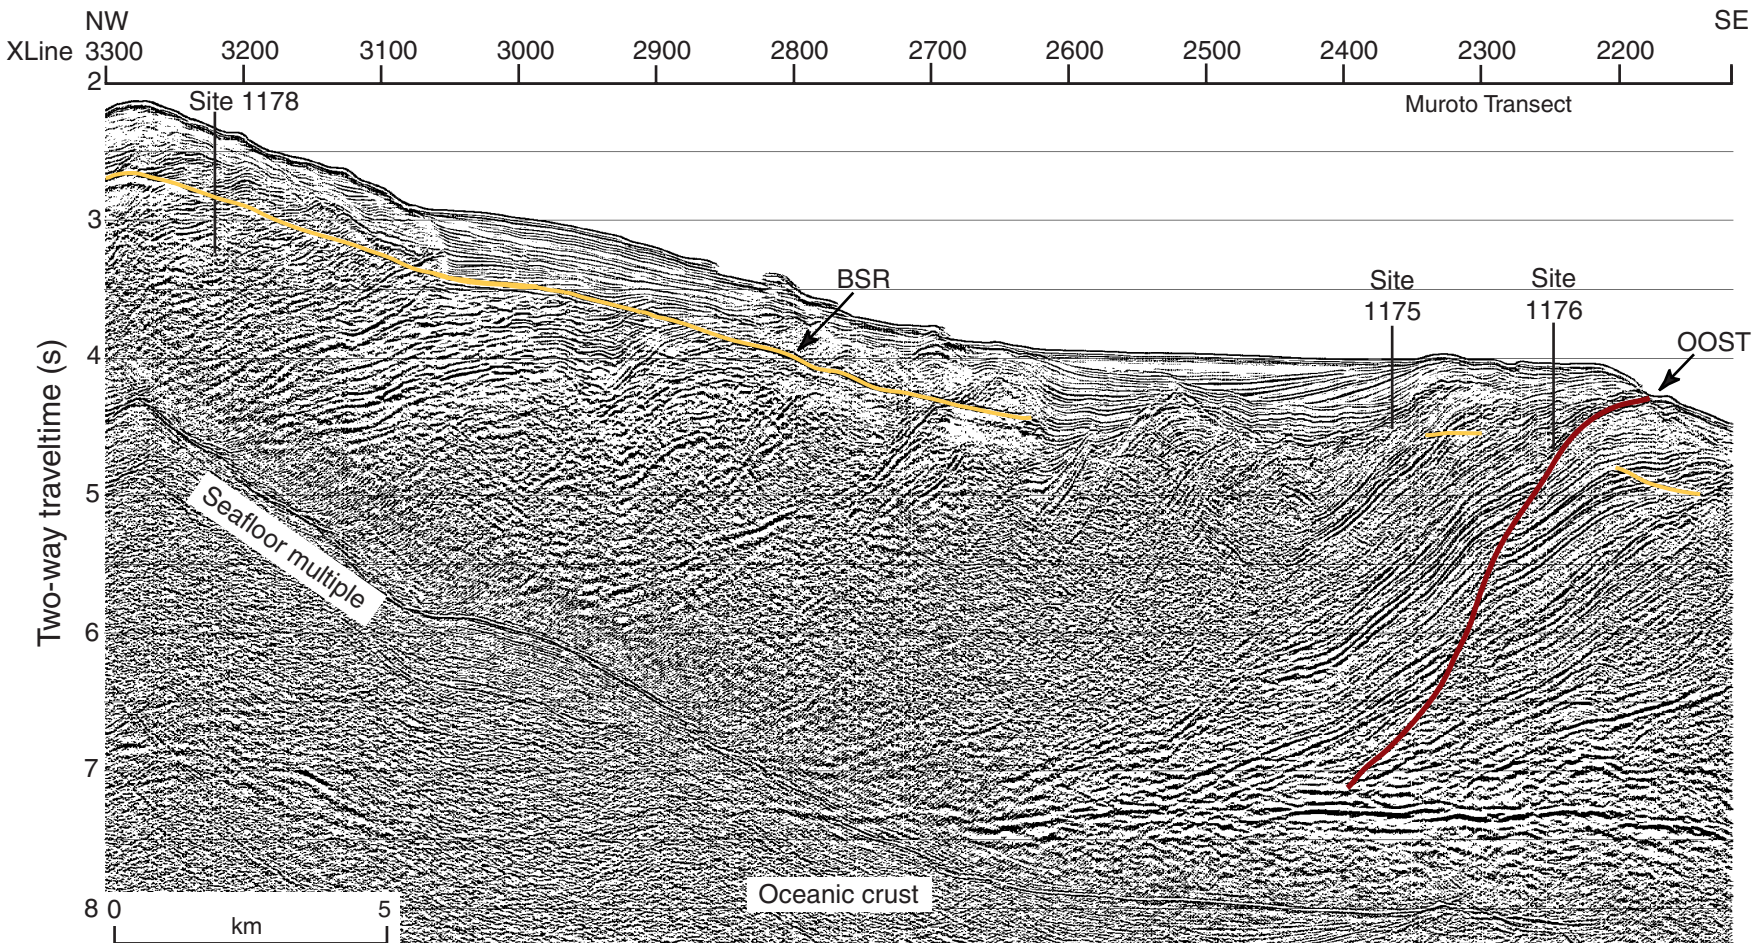 NW SE
XLine 3300 3200 3100 3000 2900 2800 2700 2600 2500 2400 2300 2200
2
Site 1178
Muroto Transect
3
BSR
Site
1175
Site
1176
OOST
4
Two-way traveltime (s)
5
Seafloor multiple
6
7
Oceanic crust
8
0 5
km